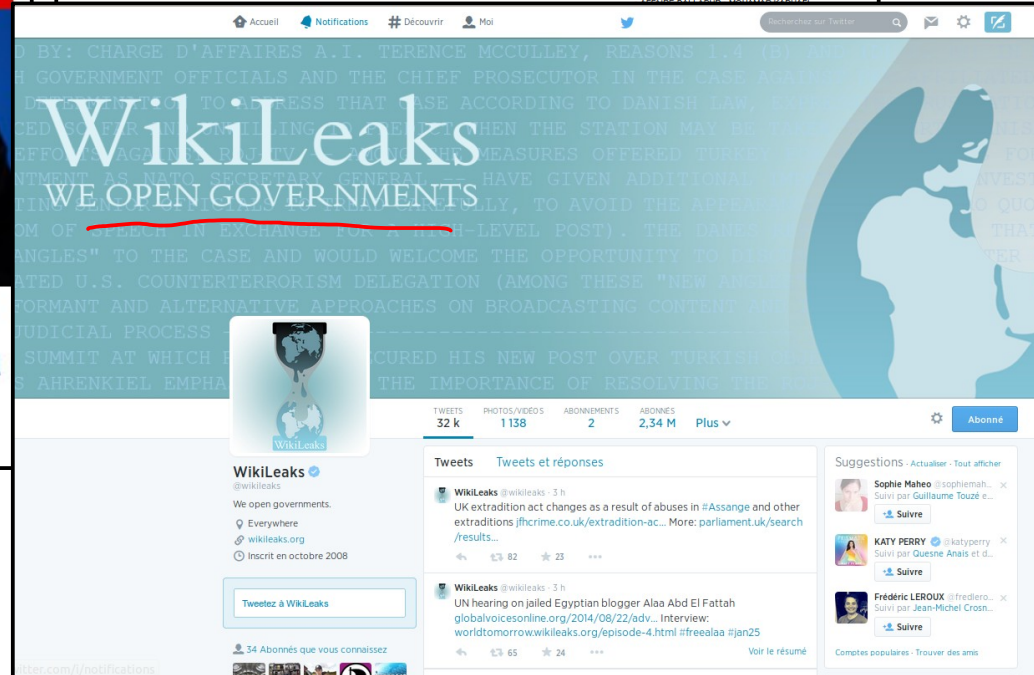 Accueil Notifications Découvrir Moi Recherchez sur Twitter
D BY: CHARGE D'AFFAIRES A.I. TERENCE MCCULLEY, REASONS 1.4 (B)
H GOVERNMENT OFFICIALS AND THE CHIEF PROSECUTOR IN THE CASE
TO ADDRESS THAT CASE ACCORDING TO DANISH LAW,
WikiLeaks
WHEN THE STATION MAY BE
MEASURES OFFERED
NTMENT AS NATO SECRETARY GENERAL -- HAVE GIVEN ADDITIONAL
WE OPEN GOVERNMENTS
TO AVOID THE
OM OF SPEECH IN EXCHANGE FOR A HIGH-LEVEL POST). THE
ANGLES" TO THE CASE AND WOULD WELCOME THE OPPORTUNITY TO
ATED U.S. COUNTERTERRORISM DELEGATION (AMONG THESE "NEW
FORMANT AND ALTERNATIVE APPROACHES ON BROADCASTING CONTENT
JUDICIAL PROCESS
SUMMIT AT WHICH CURED HIS NEW POST OVER
S AHRENKIEL EMPHA THE IMPORTANCE OF RESOLVING THE
WikiLeaks
TWEETS PHOTOS/VIDÉOS ABONNEMENTS ABONNÉS
32 k 1 138 2 2,34 M Plus Abonné
WikiLeaks
@wikileaks
We open governments.
Everywhere
wikileaks.org
Inscrit en octobre 2008
Tweetez à WikiLeaks
34 Abonnés que vous connaissez
Tweets Tweets et réponses
WikiLeaks @wikileaks · 3 h
UK extradition act changes as a result of abuses in #Assange and other
extraditions jfhcrime.co.uk/extradition-ac... More: parliament.uk/search
/results...
82 23
WikiLeaks @wikileaks · 3 h
UN hearing on jailed Egyptian blogger Alaa Abd El Fattah
globalvoicesonline.org/2014/08/22/adv... Interview:
worldtomorrow.wikileaks.org/episode-4.html #freealaa #jan25
65 24 Voir le résumé
Suggestions · Actualiser · Tout afficher
Sophie Maheo @sophiemah..
Suivi par Guillaume Touzé e...
Suivre
KATY PERRY @katyperry
Suivi par Quesne Anais et d...
Suivre
Frédéric LEROUX @fredlero..
Suivi par Jean-Michel Crosn...
Suivre
Comptes populaires · Trouver des amis
witter.com/i/notifications